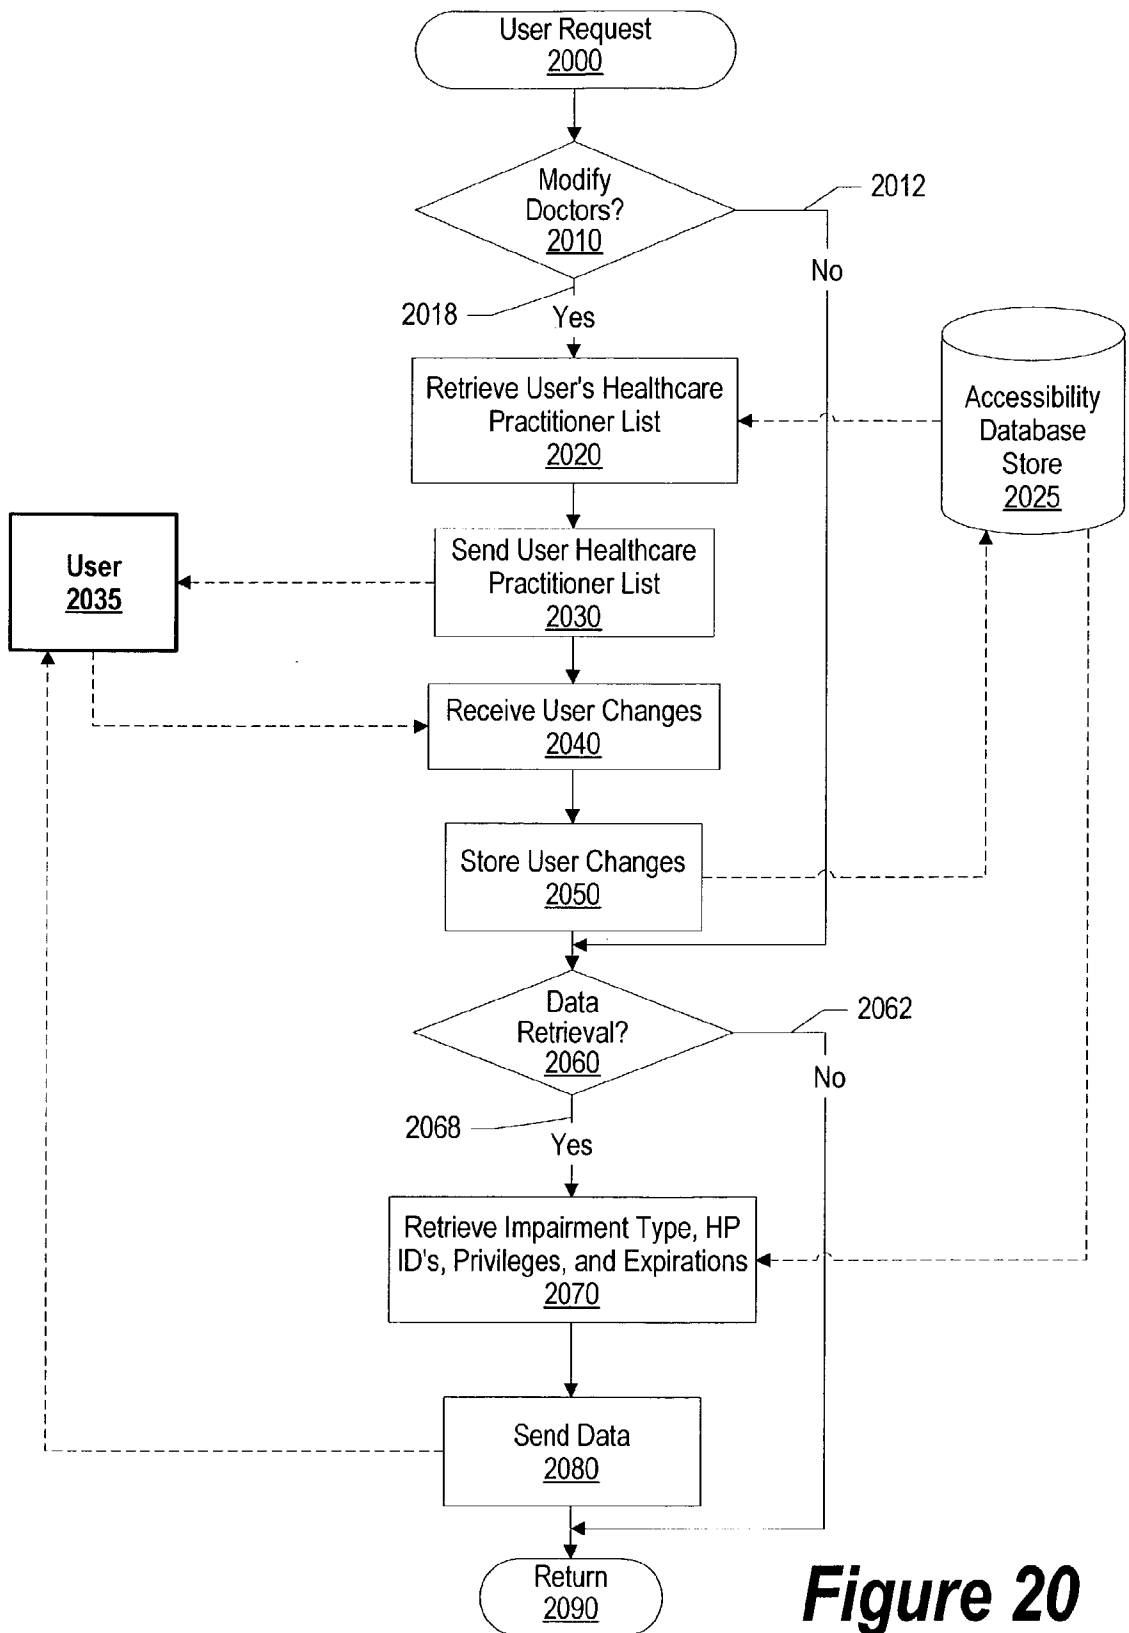 User Request
2000
Modify
Doctors?
2010
2012
No
2018
Yes
Retrieve User's Healthcare
Practitioner List
2020
Accessibility
Database
Store
2025
User
2035
Send User Healthcare
Practitioner List
2030
Receive User Changes
2040
Store User Changes
2050
Data
Retrieval?
2060
2062
No
2068
Yes
Retrieve Impairment Type, HP
ID's, Privileges, and Expirations
2070
Send Data
2080
Return
2090
Figure 20